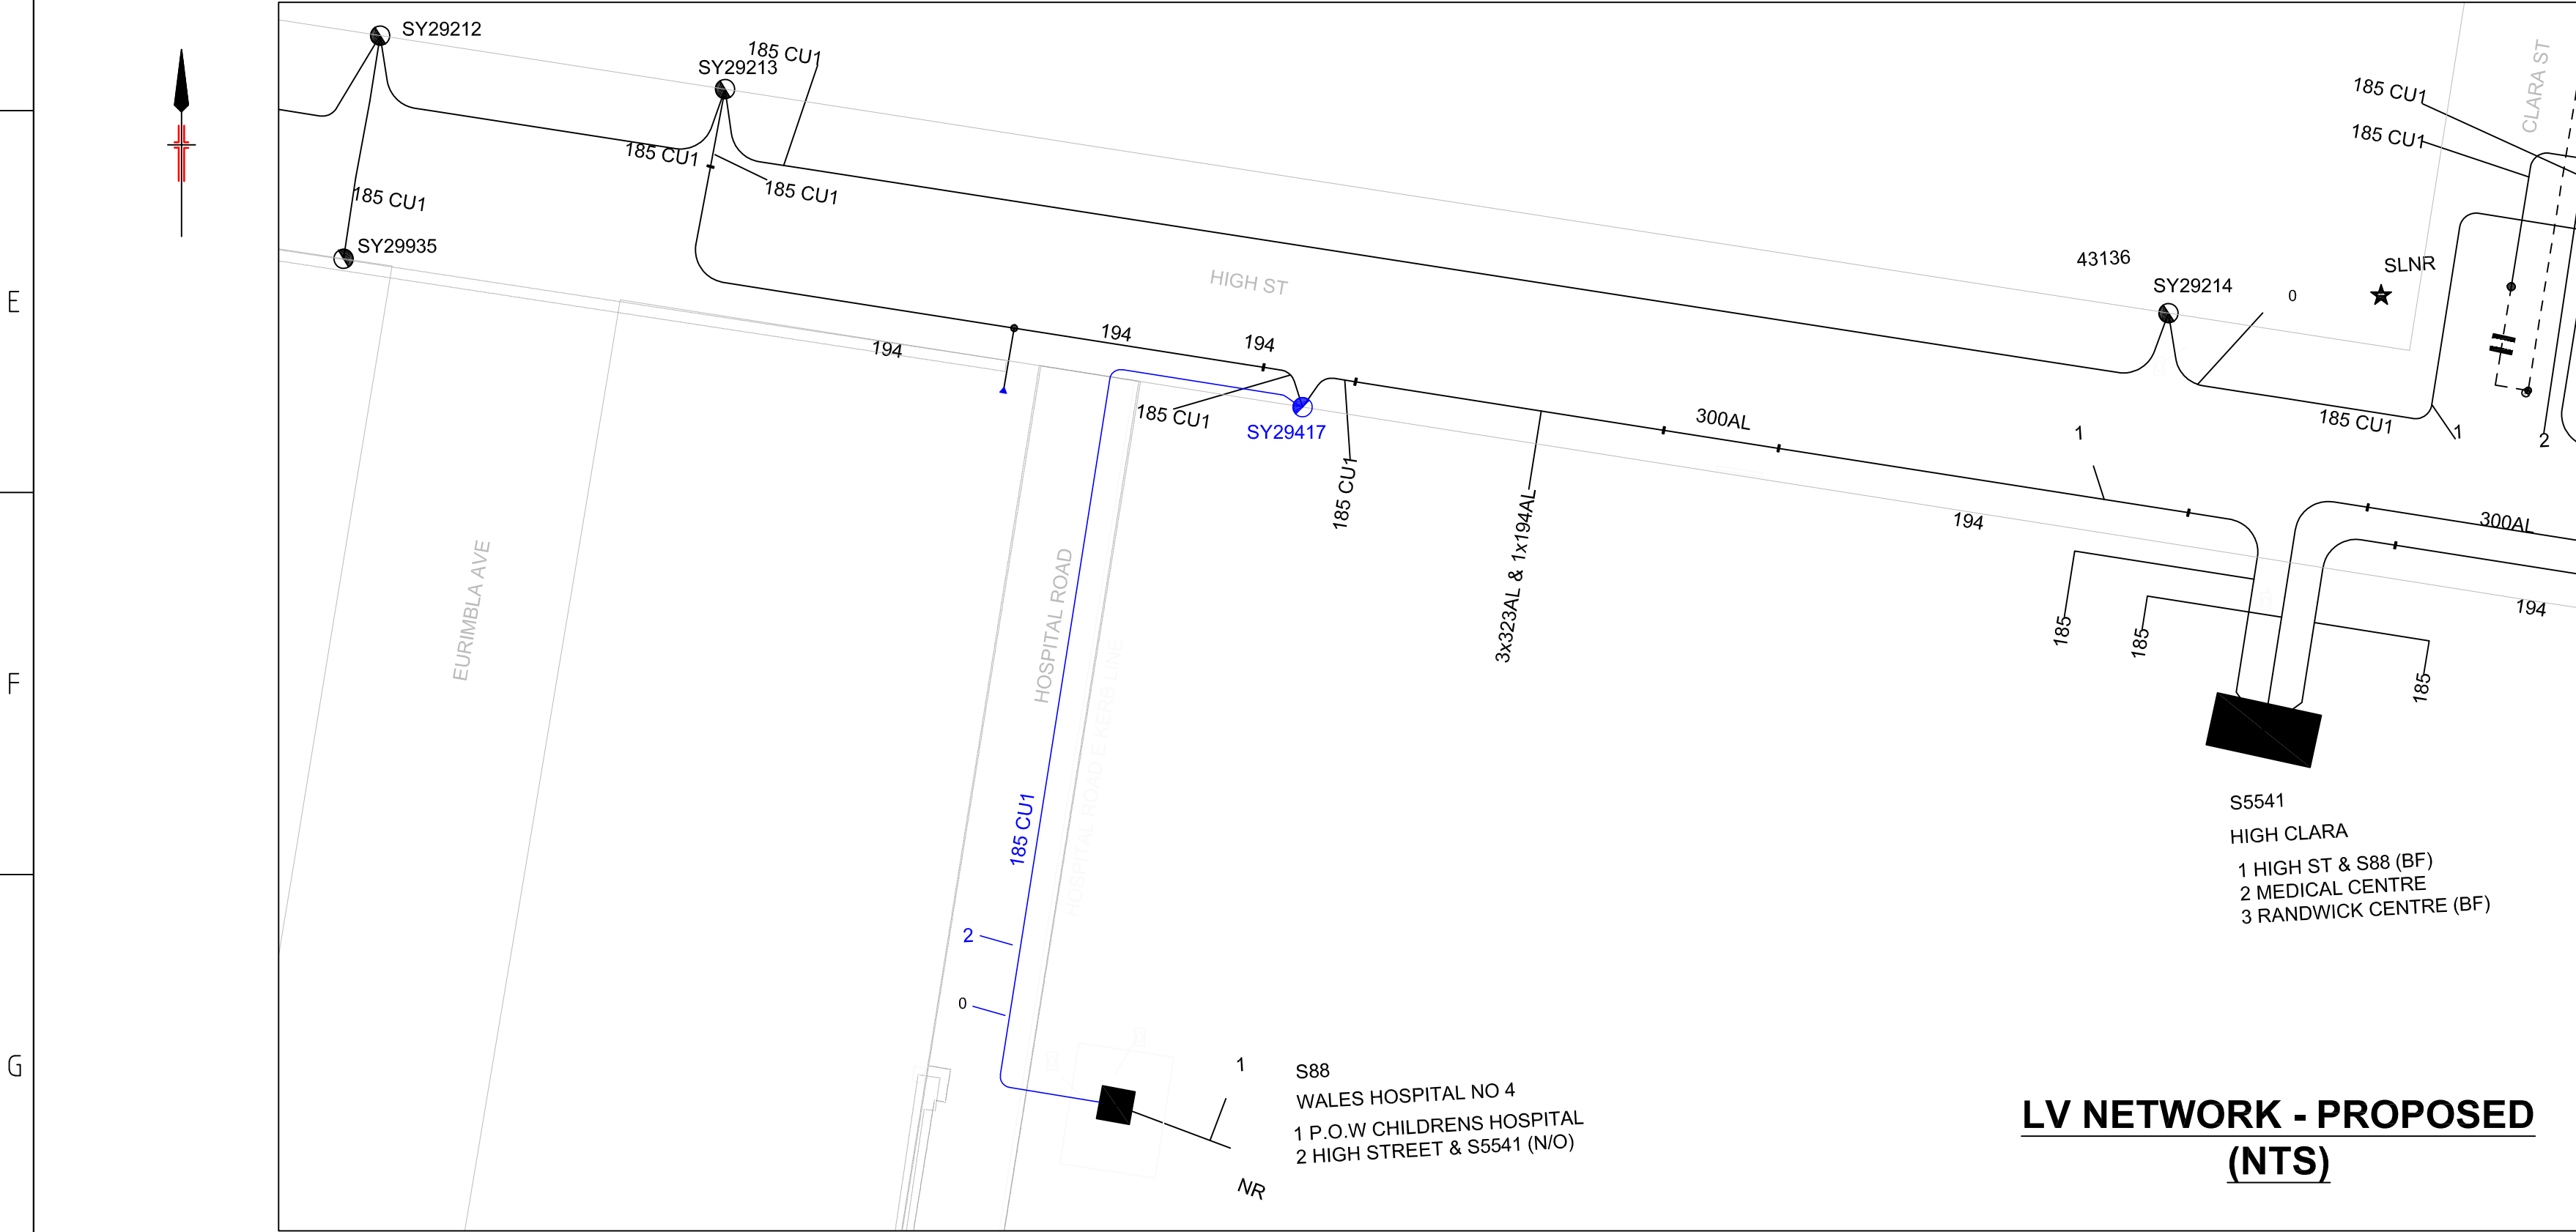 SY29212
185 CU1
SY29213
CLARA ST
185 CU1
185 CU1
185 CU1
185 CU1
185 CU1
SY29935
E
HIGH ST
43136
SLNR
SY29214
0
194
194
194
185 CU1
SY29417
300AL
185 CU1
1
1
2
185 CU1
3x323AL & 1x194AL
194
300AL
194
185
185
185
EURIMBLA AVE
HOSPITAL ROAD
F
HOSPITAL ROAD E KERB LINE
185 CU1
S5541
HIGH CLARA
1 HIGH ST & S88 (BF)
2 MEDICAL CENTRE
3 RANDWICK CENTRE (BF)
2
0
G
1
S88
WALES HOSPITAL NO 4
1 P.O.W CHILDRENS HOSPITAL
2 HIGH STREET & S5541 (N/O)
NR
LV NETWORK - PROPOSED
(NTS)